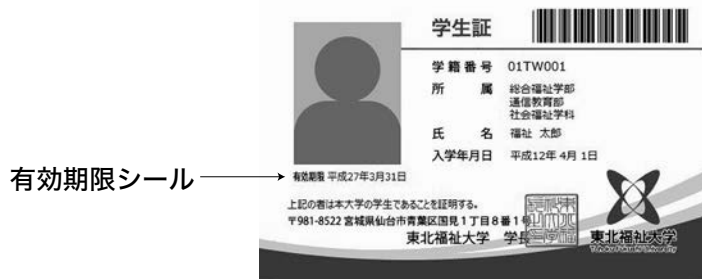 学生証
学籍番号 01TW001
所属 総合福祉学部
通信教育部
社会福祉学科
氏名 福祉 太郎
入学年月日 平成12年 4月 1日
有効期限シール
有効期限 平成27年3月31日
上記の者は本大学の学生であることを証明する。
〒981-8522 宮城県仙台市青葉区国見1丁目8番1号
東北福祉大学 学長
東北福祉大学
Tohoku Fukushi University